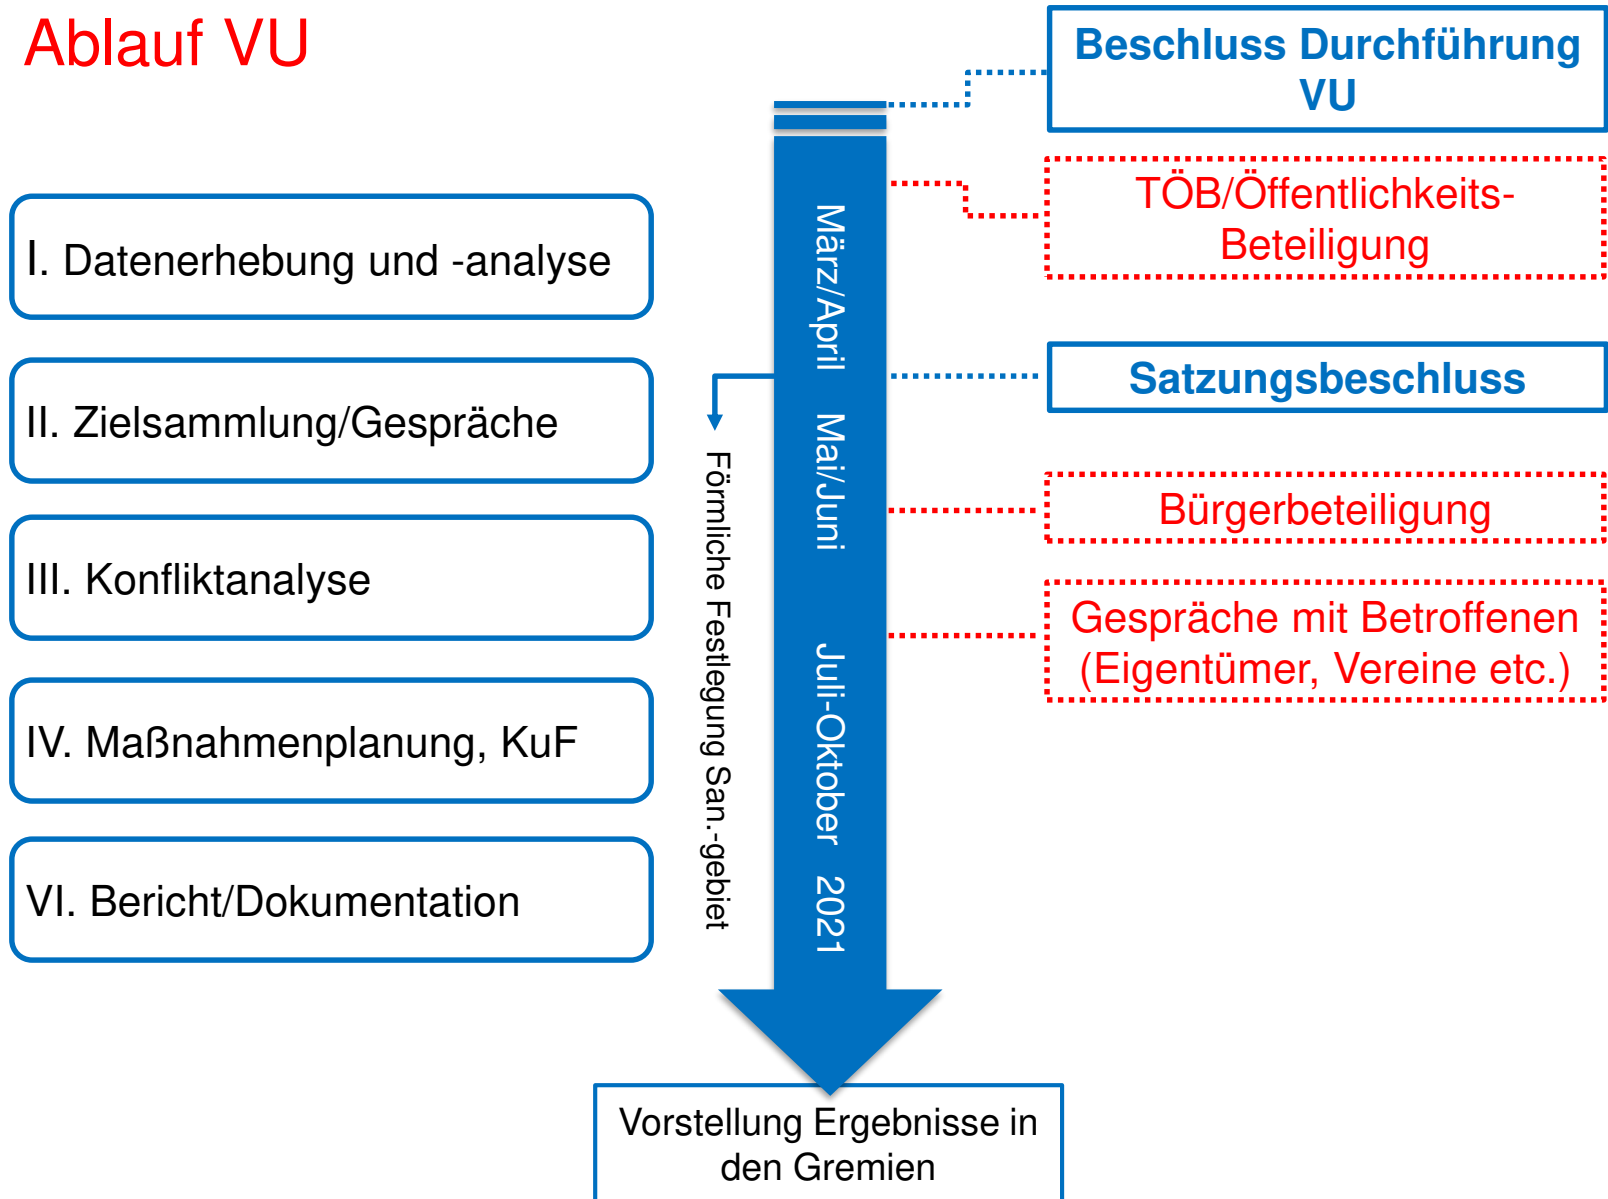 Ablauf VU
I. Datenerhebung und -analyse
II. Zielsammlung/Gespräche
III. Konfliktanalyse
IV. Maßnahmenplanung, KuF
VI. Bericht/Dokumentation
Förmliche Festlegung San.-gebiet
März/April Mai/Juni Juli-Oktober 2021
Beschluss Durchführung
VU
TÖB/Öffentlichkeits-
Beteiligung
Satzungsbeschluss
Bürgerbeteiligung
Gespräche mit Betroffenen
(Eigentümer, Vereine etc.)
Vorstellung Ergebnisse in
den Gremien